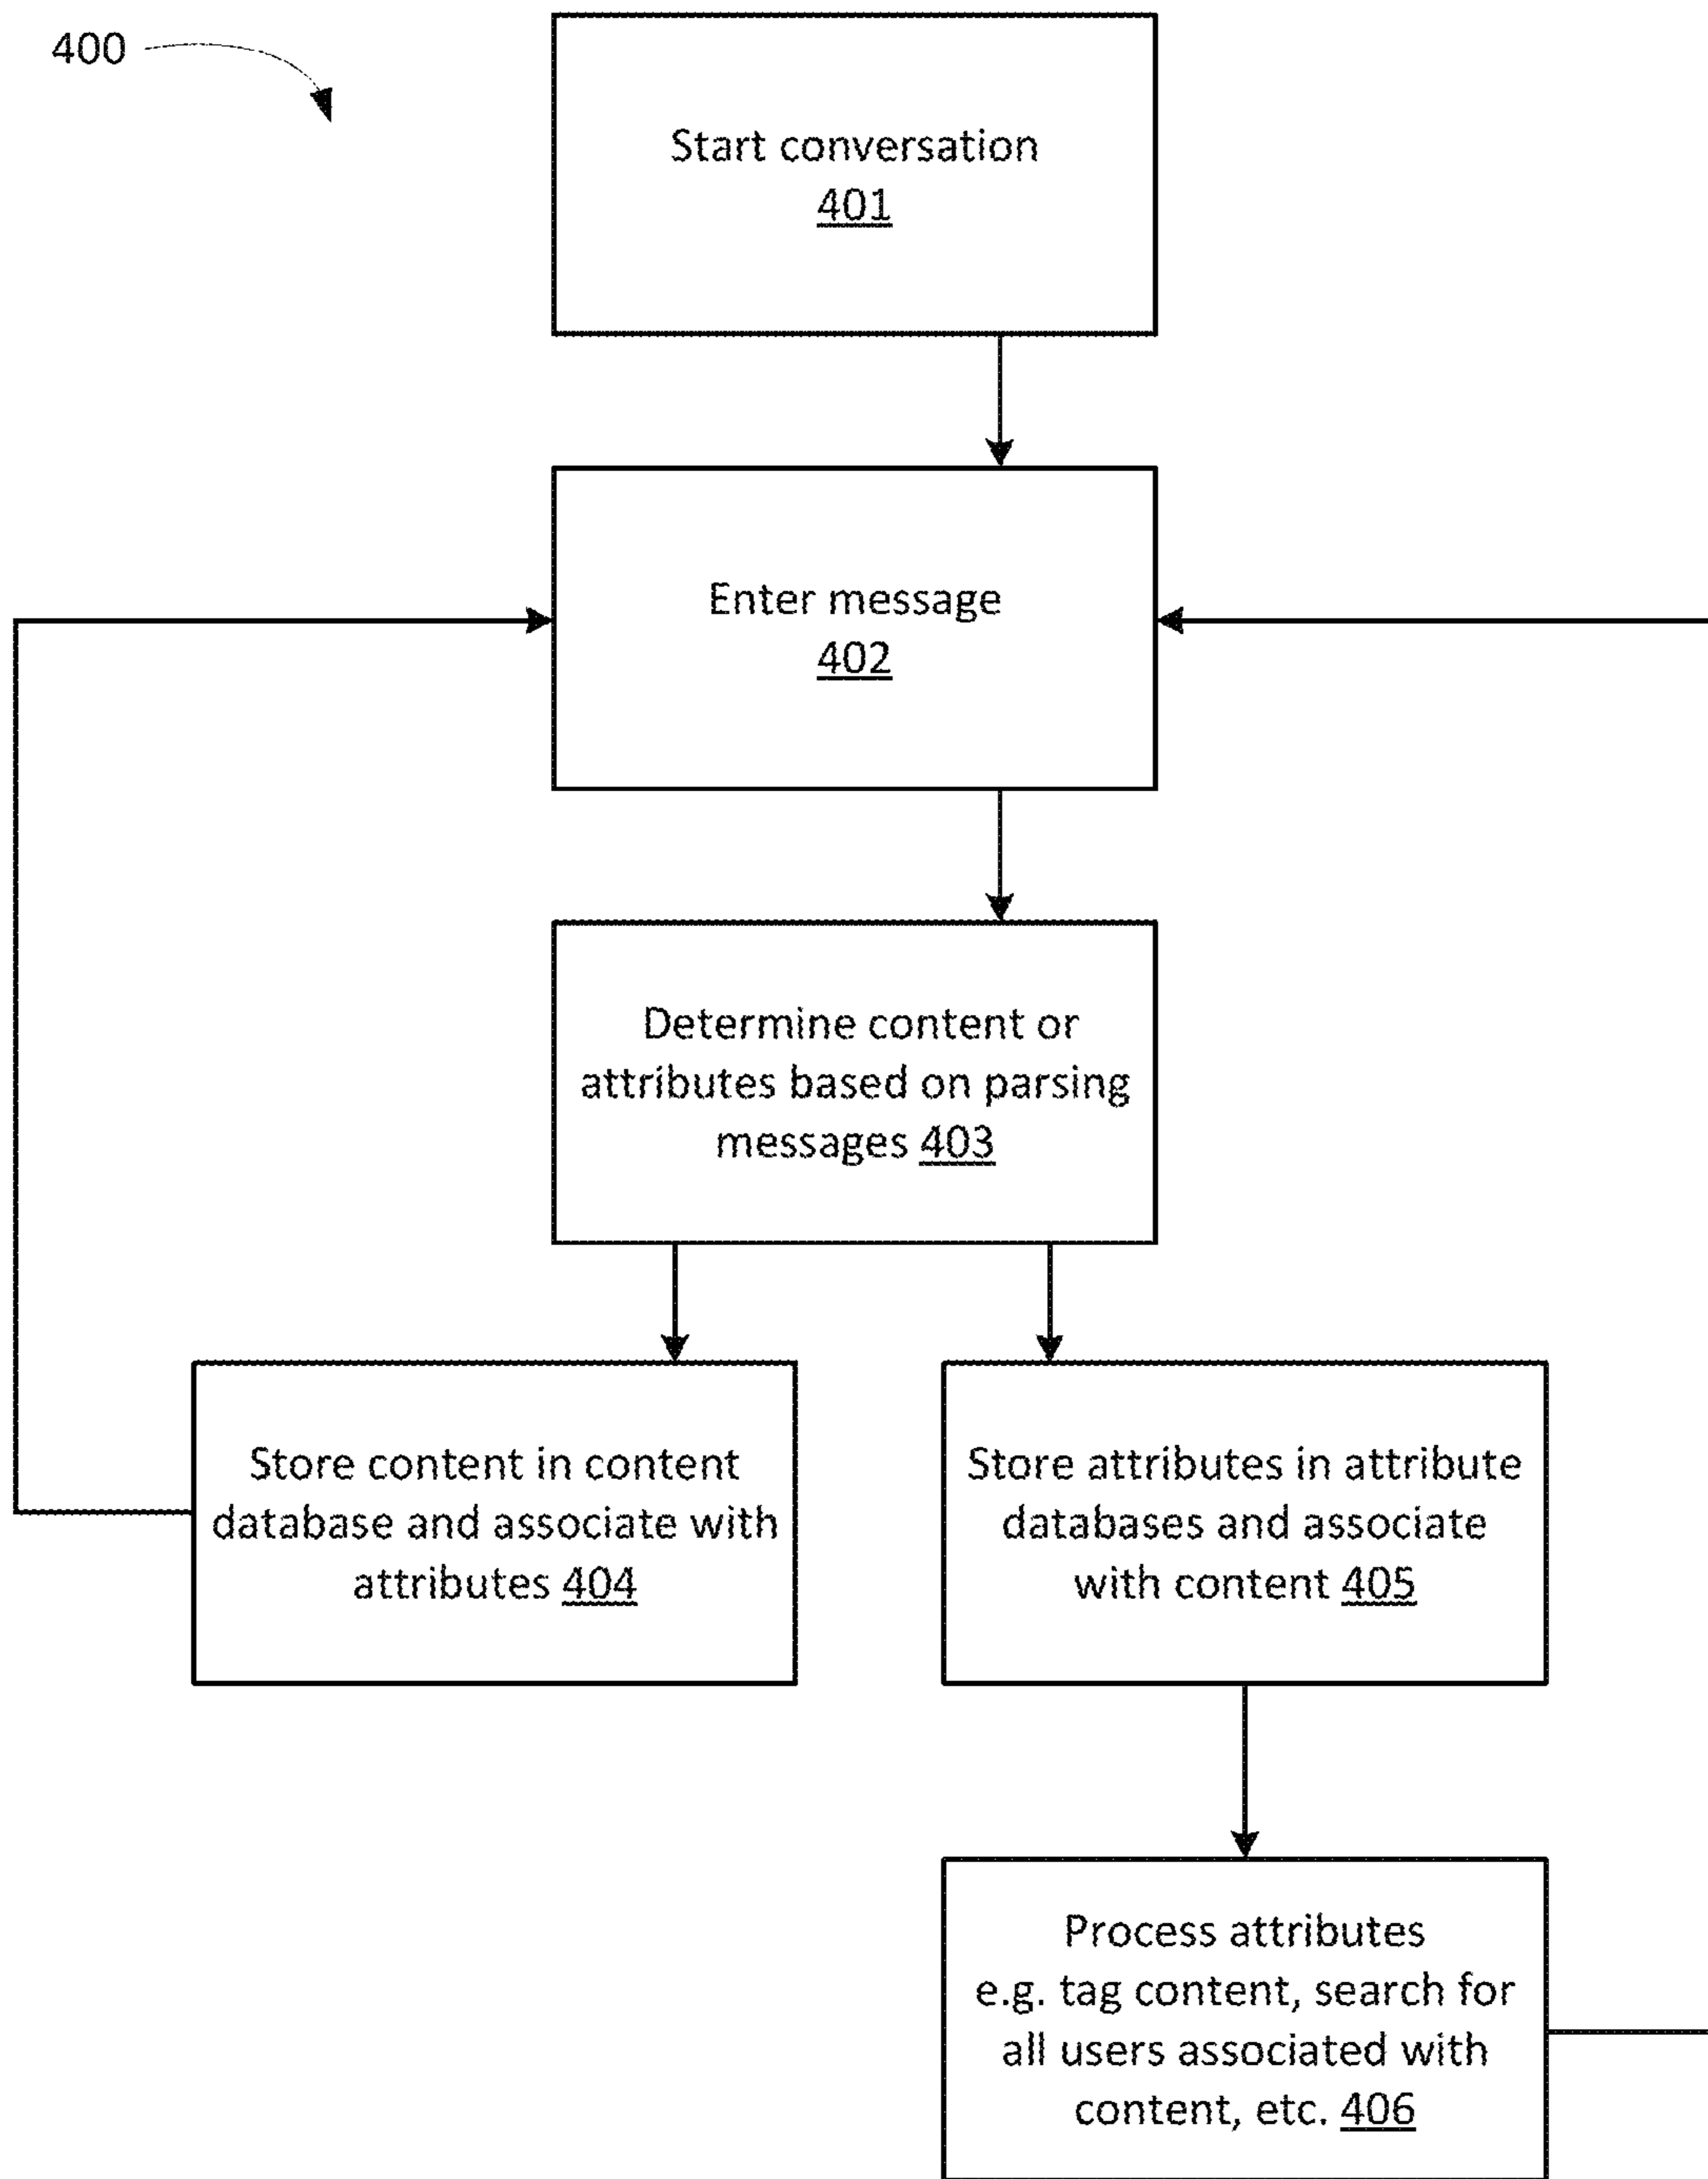 400
Start conversation
401
Enter message
402
Determine content or
attributes based on parsing
messages 403
Store content in content
database and associate with
attributes 404
Store attributes in attribute
databases and associate
with content 405
Process attributes
e.g. tag content, search for
all users associated with
content, etc. 406